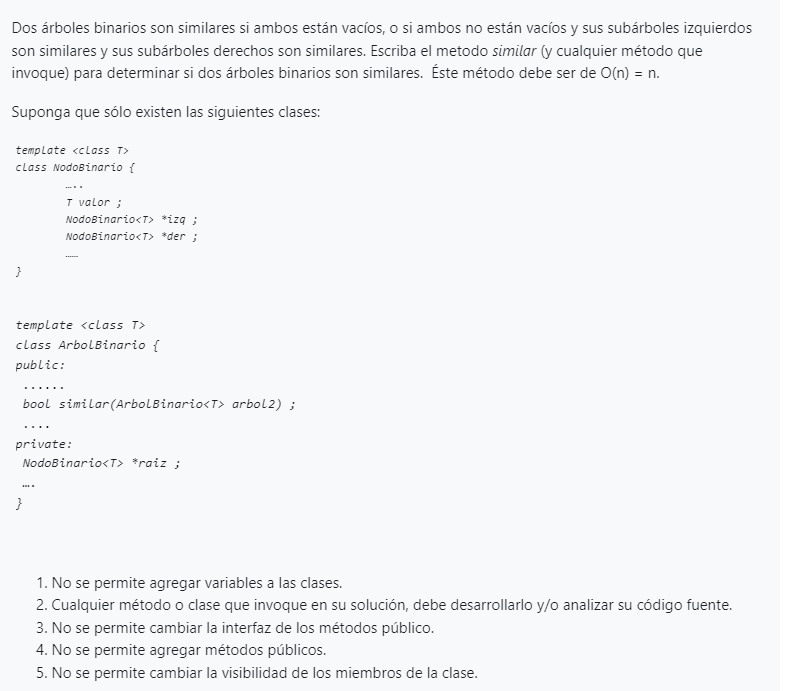 Dos árboles binarios son similares si ambos están vacíos, o si ambos no están vacíos y sus subárboles izquierdos
son similares y sus subárboles derechos son similares. Escriba el metodo similar (y cualquier método que
invoque) para determinar si dos árboles binarios son similares.  Éste método debe ser de O(n) = n.
Suponga que sólo existen las siguientes clases:
template <class T>
class NodoBinario {
…..
T valor ;
NodoBinario<T> *izq ;
NodoBinario<T> *der ;
……
}
template <class T>
class ArbolBinario {
public:
......
bool similar(ArbolBinario<T> arbol2) ;
....
private:
NodoBinario<T> *raiz ;
….
}
1. No se permite agregar variables a las clases.
2. Cualquier método o clase que invoque en su solución, debe desarrollarlo y/o analizar su código fuente.
3. No se permite cambiar la interfaz de los métodos público.
4. No se permite agregar métodos públicos.
5. No se permite cambiar la visibilidad de los miembros de la clase.